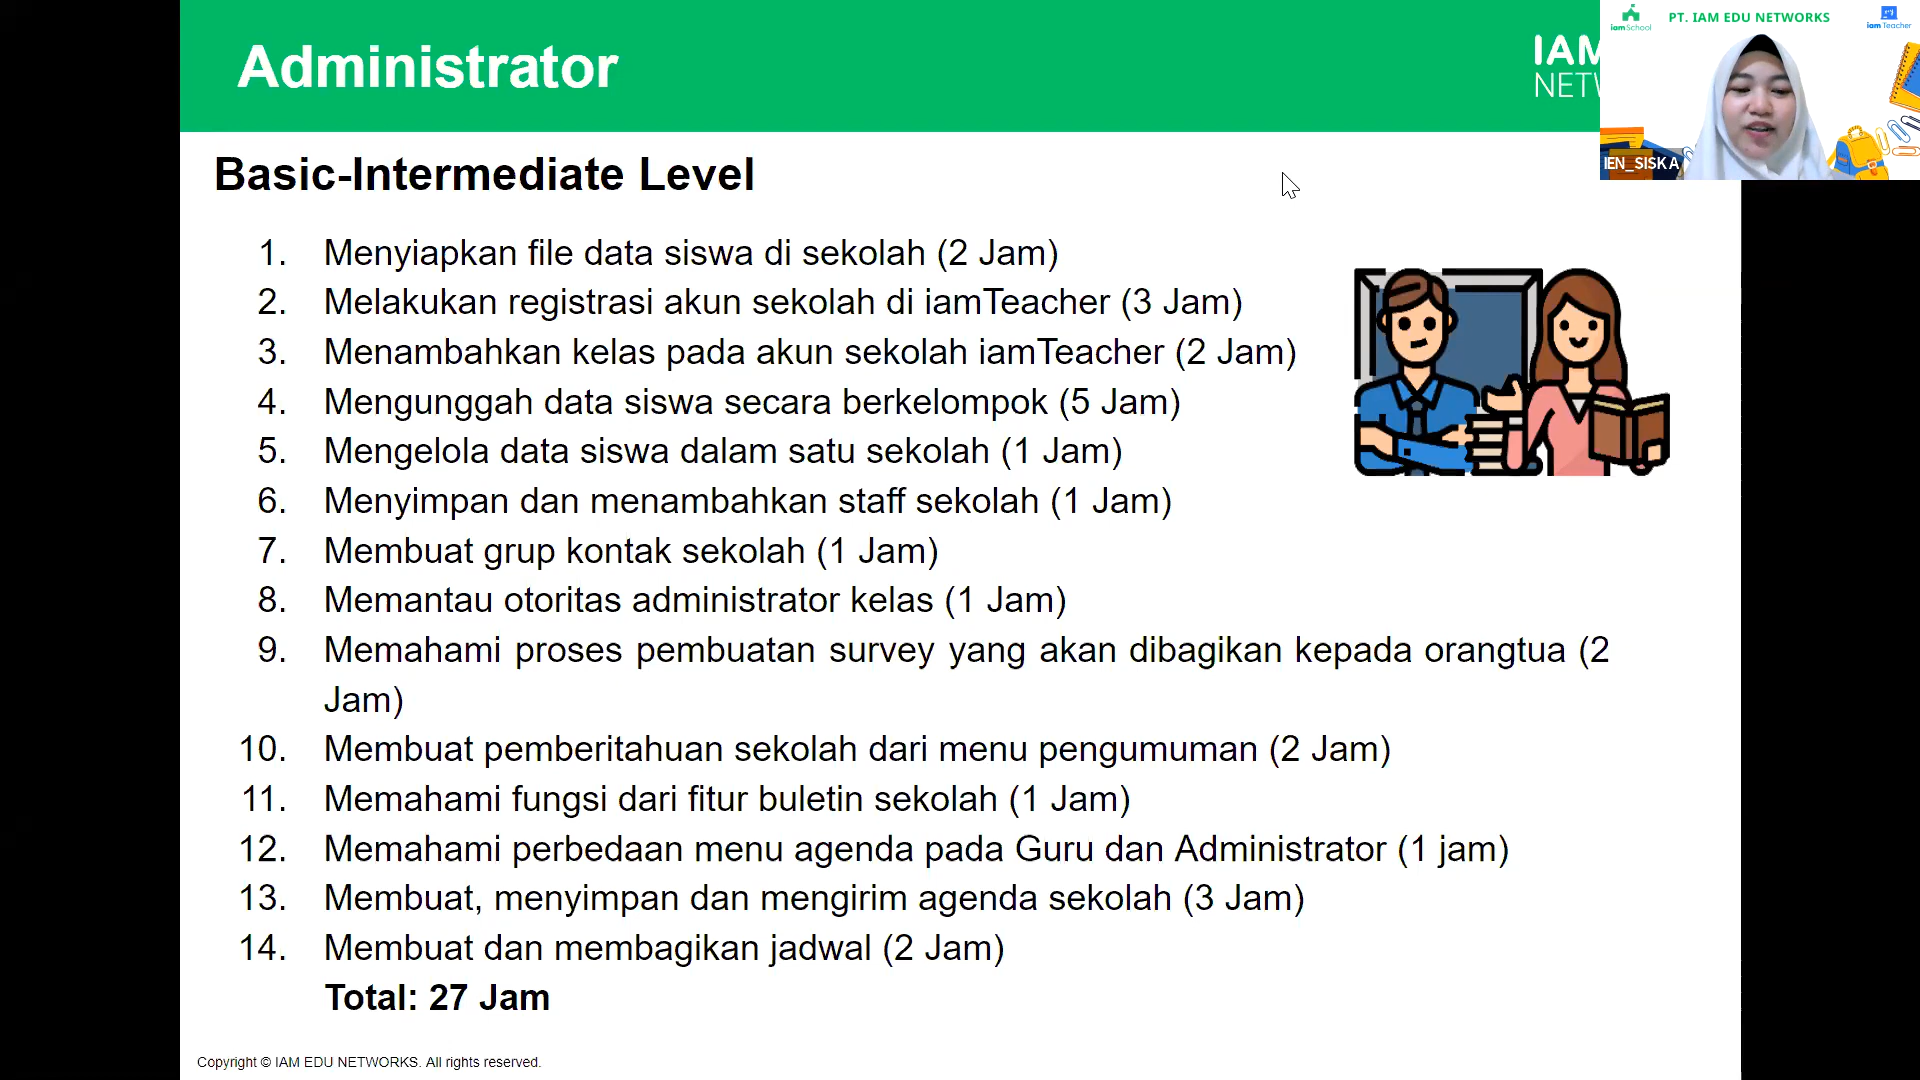 Administrator
IAM
NETW
PT. IAM EDU NETWORKS
iamSchool
iam Teacher
IEN_SISKA
Basic-Intermediate Level
1. Menyiapkan file data siswa di sekolah (2 Jam)
2. Melakukan registrasi akun sekolah di iamTeacher (3 Jam)
3. Menambahkan kelas pada akun sekolah iamTeacher (2 Jam)
4. Mengunggah data siswa secara berkelompok (5 Jam)
5. Mengelola data siswa dalam satu sekolah (1 Jam)
6. Menyimpan dan menambahkan staff sekolah (1 Jam)
7. Membuat grup kontak sekolah (1 Jam)
8. Memantau otoritas administrator kelas (1 Jam)
9. Memahami proses pembuatan survey yang akan dibagikan kepada orangtua (2
Jam)
10. Membuat pemberitahuan sekolah dari menu pengumuman (2 Jam)
11. Memahami fungsi dari fitur buletin sekolah (1 Jam)
12. Memahami perbedaan menu agenda pada Guru dan Administrator (1 jam)
13. Membuat, menyimpan dan mengirim agenda sekolah (3 Jam)
14. Membuat dan membagikan jadwal (2 Jam)
Total: 27 Jam
Copyright © IAM EDU NETWORKS. All rights reserved.